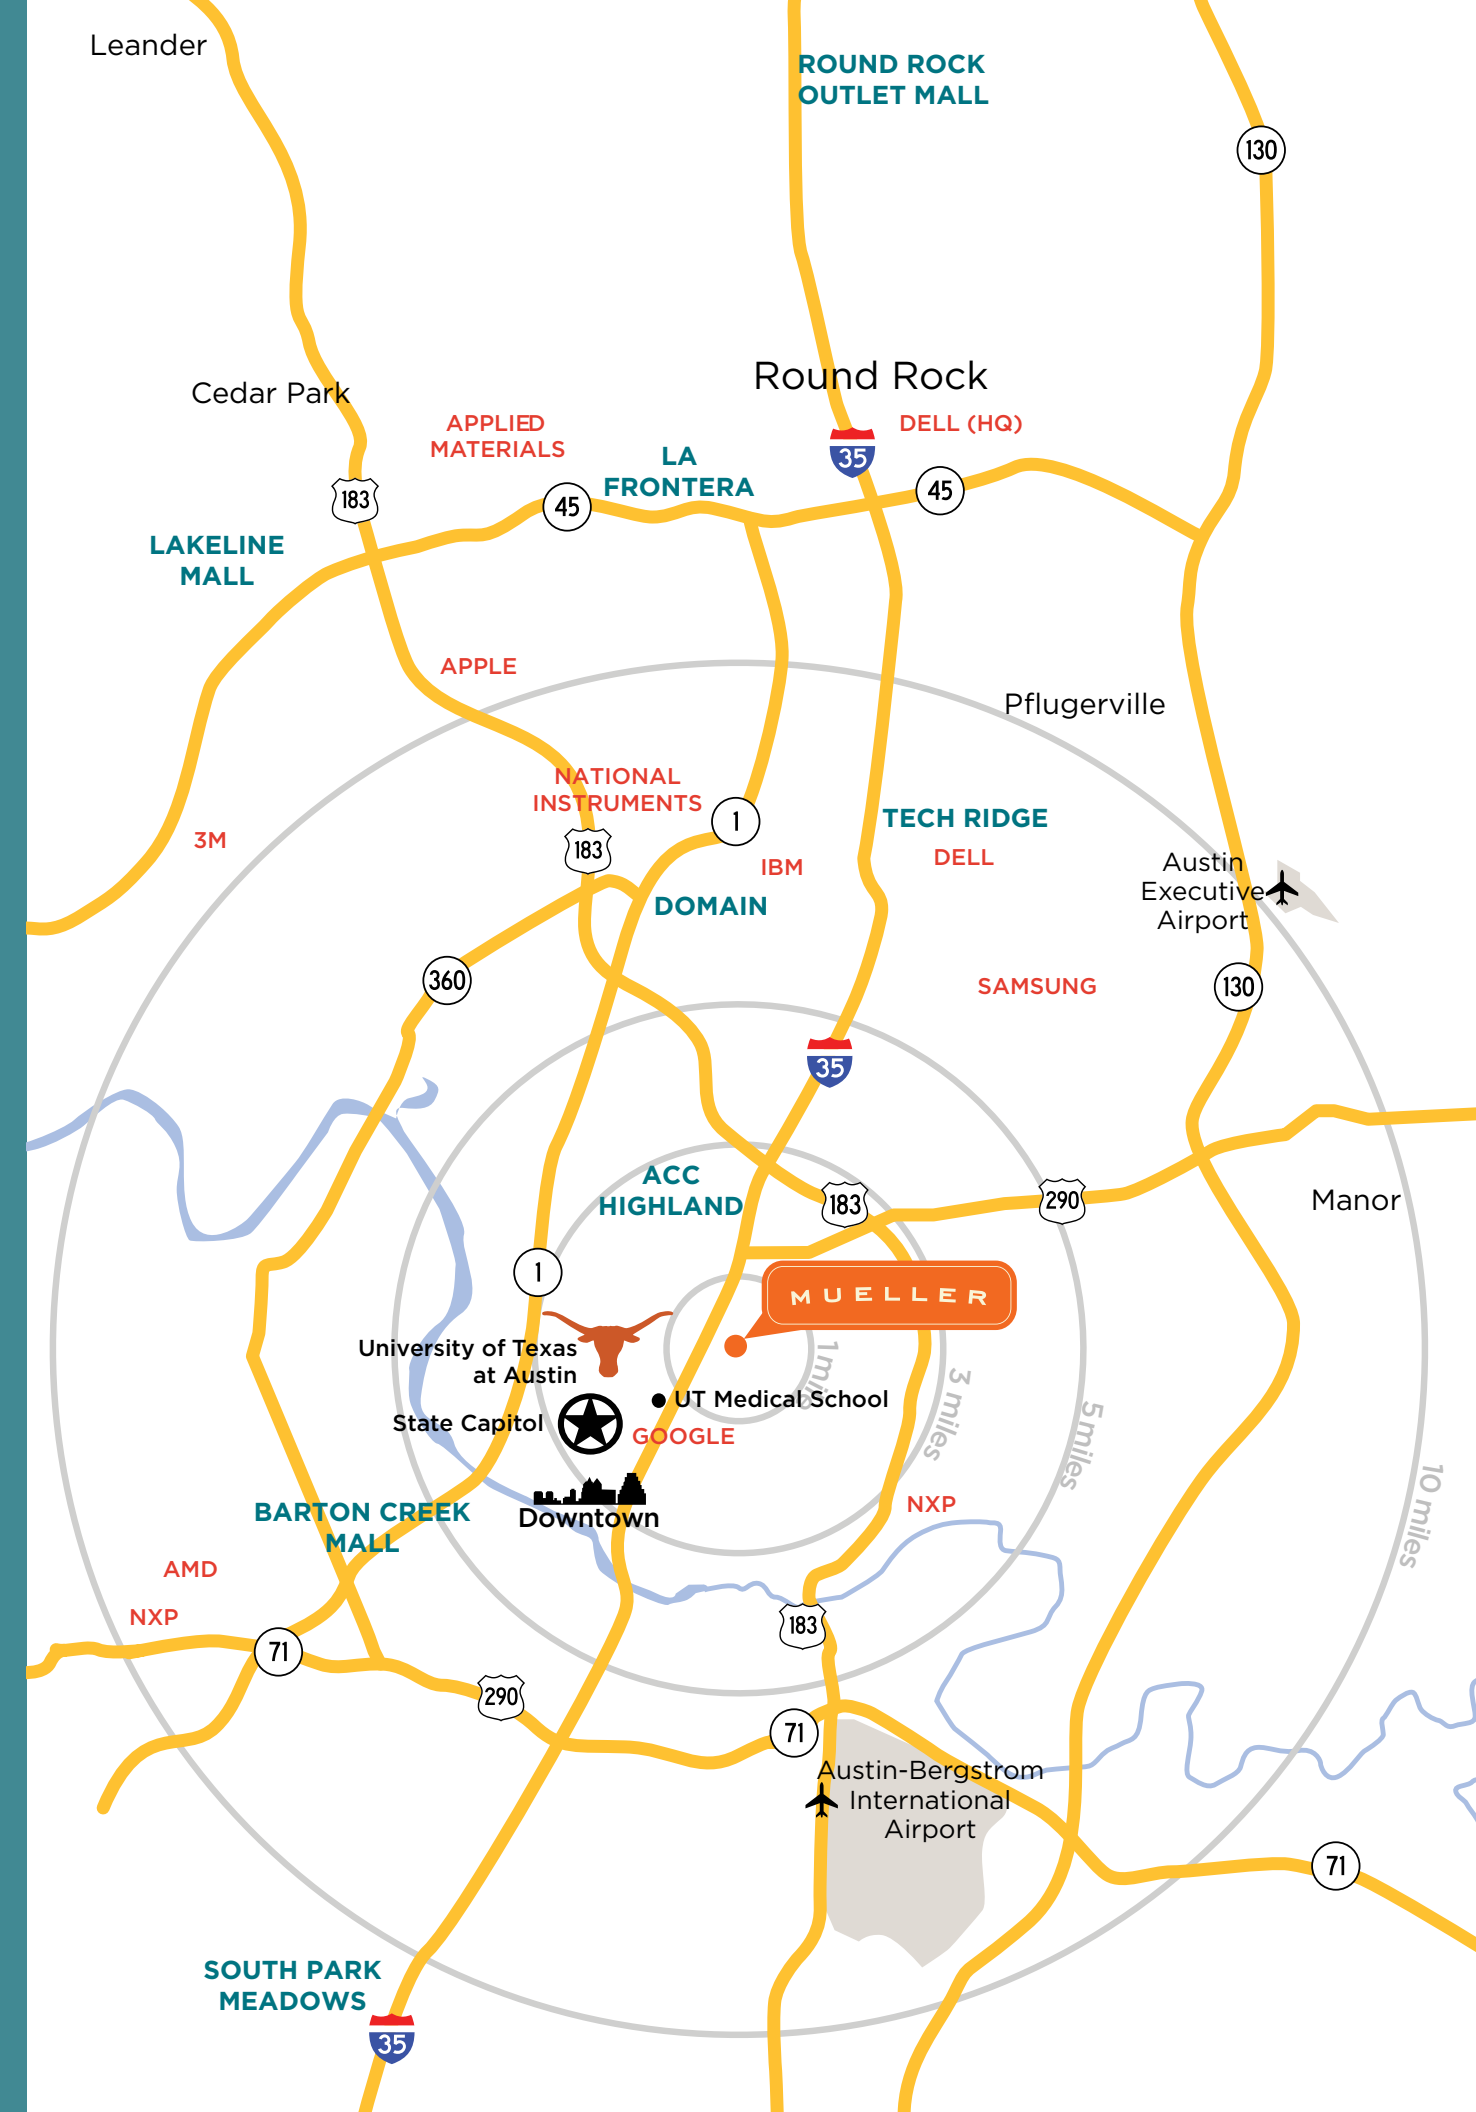 Leander
ROUND ROCK
OUTLET MALL
130
Round Rock
Cedar Park
APPLIED
MATERIALS
DELL (HQ)
LA
FRONTERA
35
183
45
45
LAKELINE
MALL
APPLE
Pflugerville
NATIONAL
INSTRUMENTS
1
TECH RIDGE
3M
183
IBM
DELL
Austin
Executive
Airport
DOMAIN
360
SAMSUNG
130
35
ACC
HIGHLAND
183
290
Manor
1
MUELLER
University of Texas
at Austin
1 mile
UT Medical School
State Capitol
GOOGLE
3 miles
5 miles
10 miles
Downtown
NXP
BARTON CREEK
MALL
AMD
NXP
183
71
290
71
Austin-Bergstrom
International
Airport
71
SOUTH PARK
MEADOWS
35